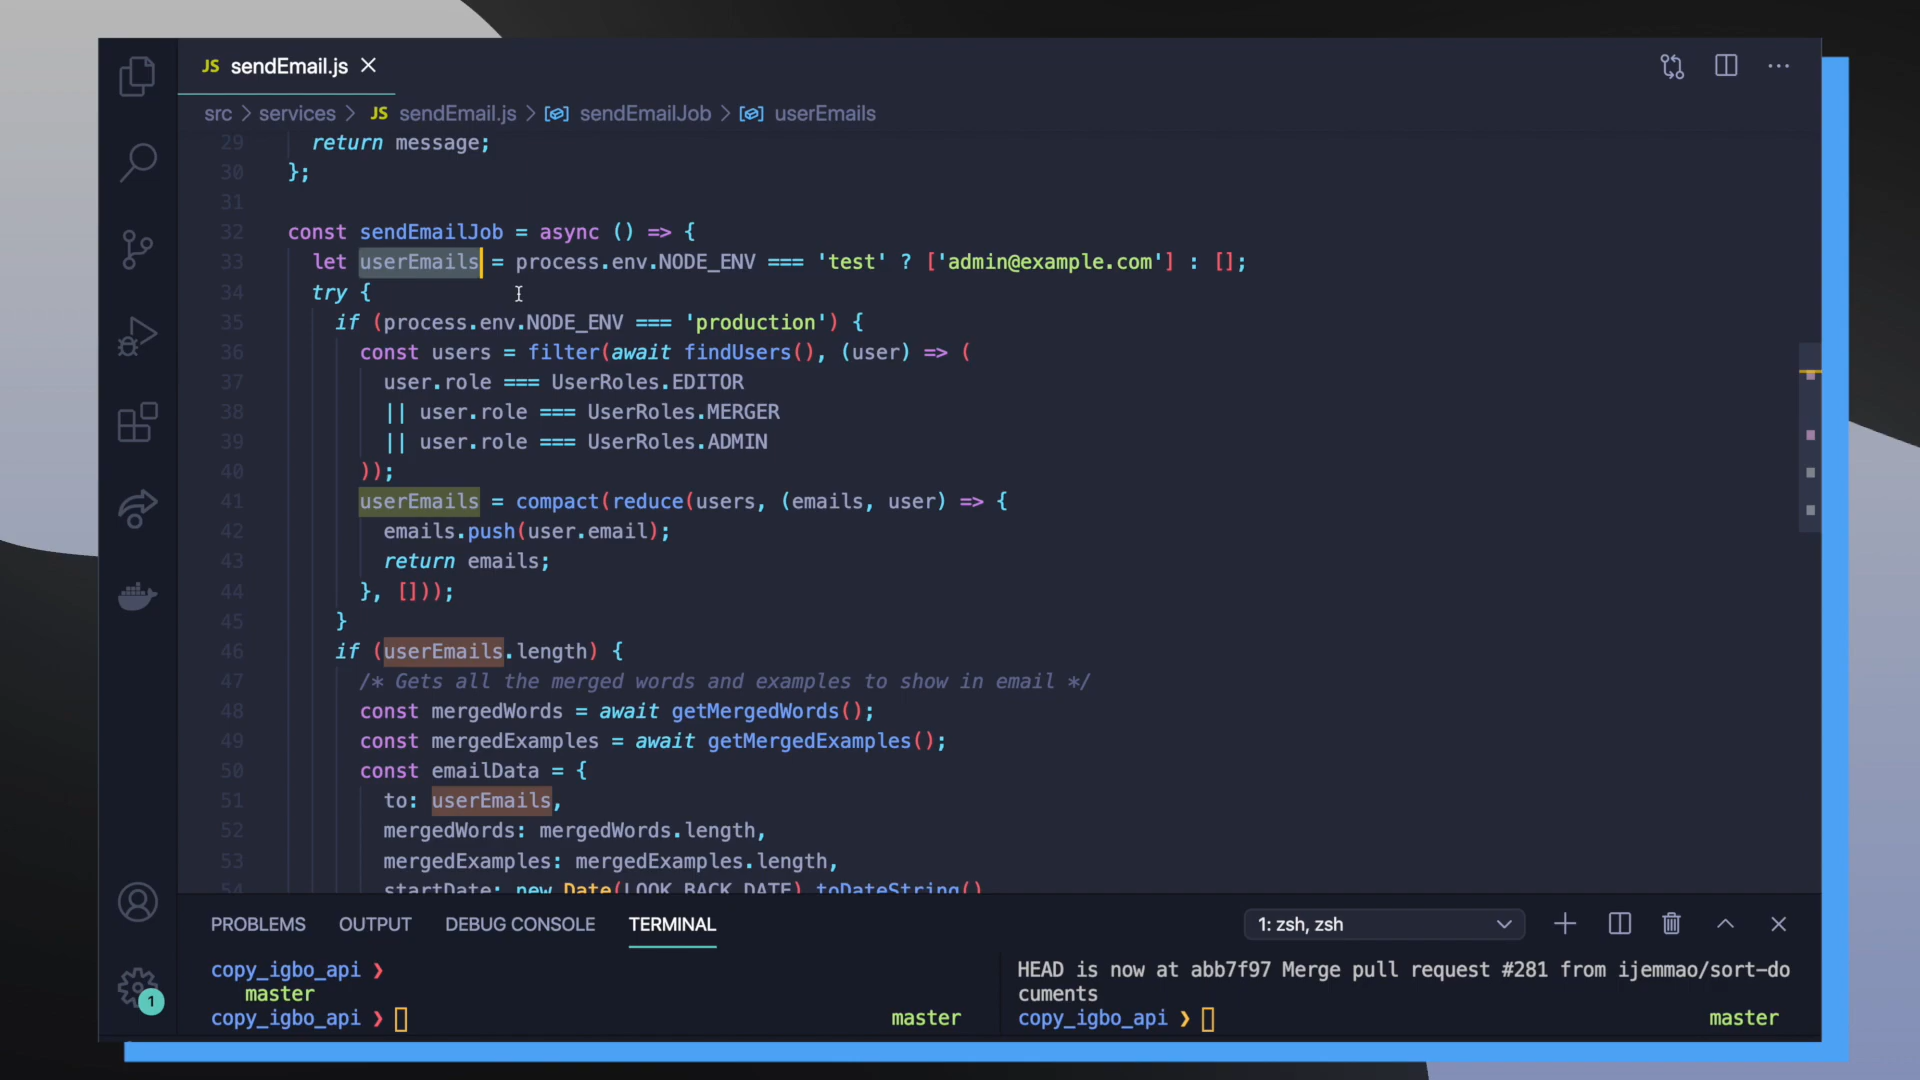 JS sendEmail.js ×
src > services > JS sendEmail.js > sendEmailJob > userEmails
29 return message;
30 };
31
32 const sendEmailJob = async () => {
33 let userEmails = process.env.NODE_ENV === 'test' ? ['admin@example.com'] : [];
34 try {
35 if (process.env.NODE_ENV === 'production') {
36 const users = filter(await findUsers(), (user) => (
37 user.role === UserRoles.EDITOR
38 || user.role === UserRoles.MERGER
39 || user.role === UserRoles.ADMIN
40 ));
41 userEmails = compact(reduce(users, (emails, user) => {
42 emails.push(user.email);
43 return emails;
44 }, []));
45 }
46 if (userEmails.length) {
47 /* Gets all the merged words and examples to show in email */
48 const mergedWords = await getMergedWords();
49 const mergedExamples = await getMergedExamples();
50 const emailData = {
51 to: userEmails,
52 mergedWords: mergedWords.length,
53 mergedExamples: mergedExamples.length,
54 startDate: new Date(LOOK_BACK_DATE).toDateString()
PROBLEMS OUTPUT DEBUG CONSOLE TERMINAL 1: zsh, zsh
copy_igbo_api ❯
master
copy_igbo_api ❯ master
HEAD is now at abb7f97 Merge pull request #281 from ijemmao/sort-do
cuments
copy_igbo_api ❯ master
1